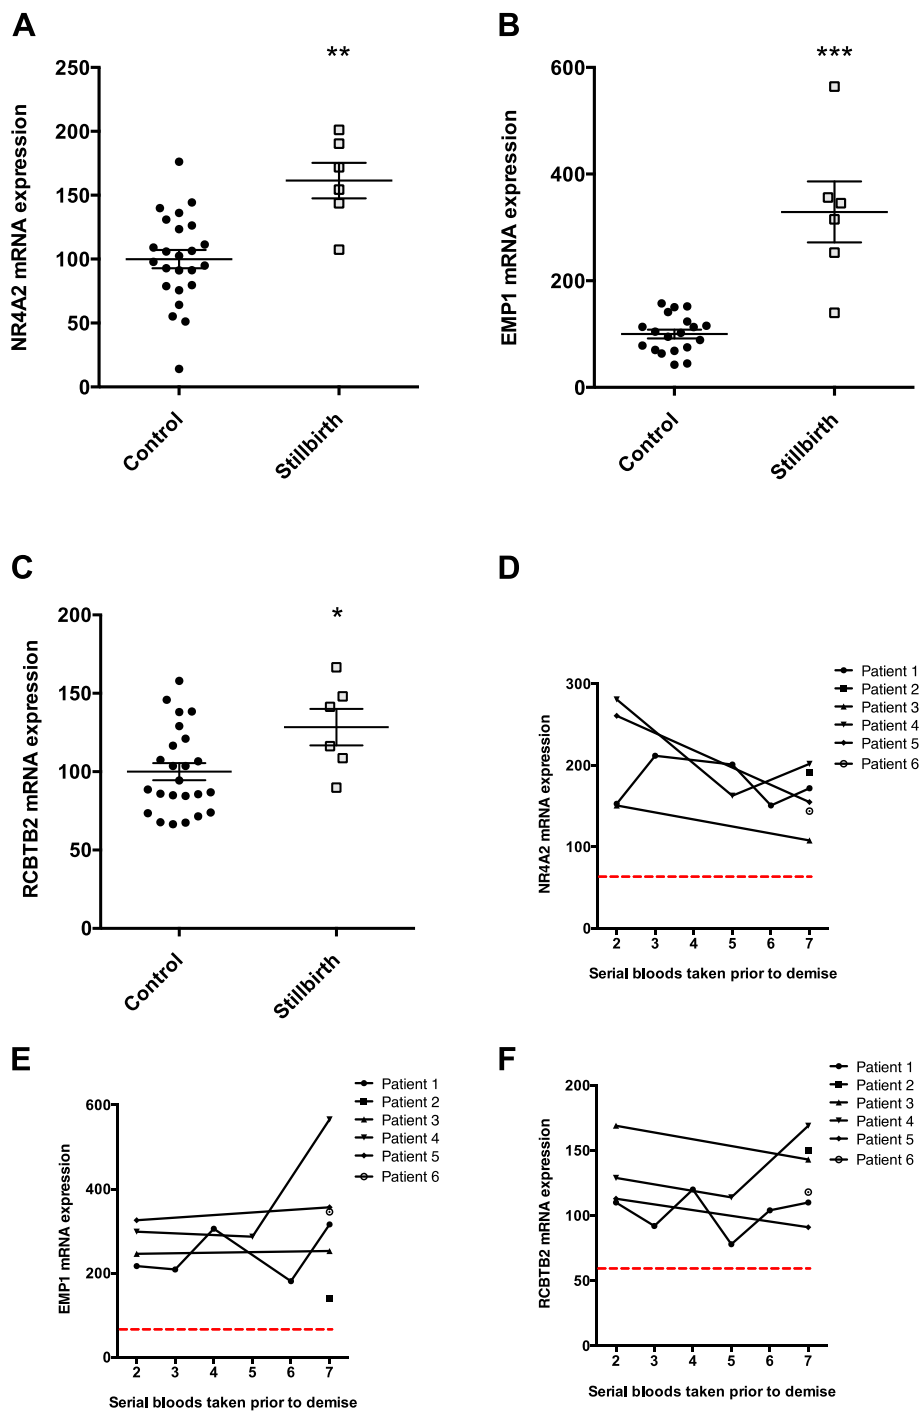 A
**
NR4A2 mRNA expression
250
200
150
100
50
0
Control
Stillbirth
B
***
EMP1 mRNA expression
600
400
200
0
Control
Stillbirth
C
*
RCBTB2 mRNA expression
200
150
100
50
0
Control
Stillbirth
D
NR4A2 mRNA expression
300
200
100
0
2 3 4 5 6 7
Serial bloods taken prior to demise
Patient 1
Patient 2
Patient 3
Patient 4
Patient 5
Patient 6
E
EMP1 mRNA expression
600
400
200
0
2 3 4 5 6 7
Serial bloods taken prior to demise
Patient 1
Patient 2
Patient 3
Patient 4
Patient 5
Patient 6
F
RCBTB2 mRNA expression
200
150
100
50
0
2 3 4 5 6 7
Serial bloods taken prior to demise
Patient 1
Patient 2
Patient 3
Patient 4
Patient 5
Patient 6